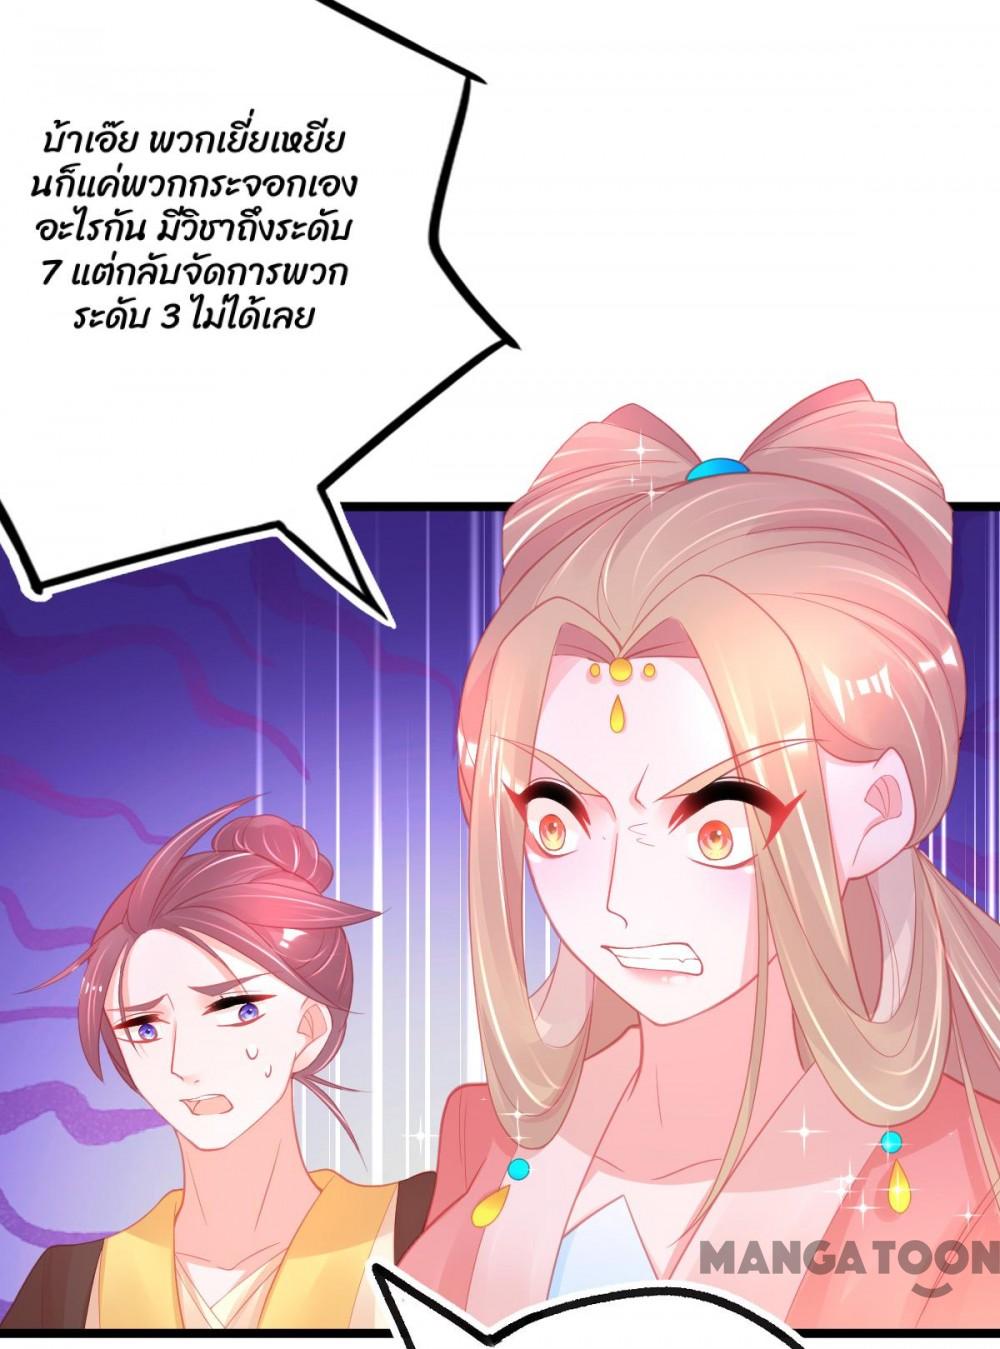 บ้าเอ๊ย พวกเยี่ยเหยีย
นก็แค่พวกกระจอกเอง
อะไรกัน มีวิชาถึงระดับ
7 แต่กลับจัดการพวก
ระดับ 3 ไม่ได้เลย
MANGATOON